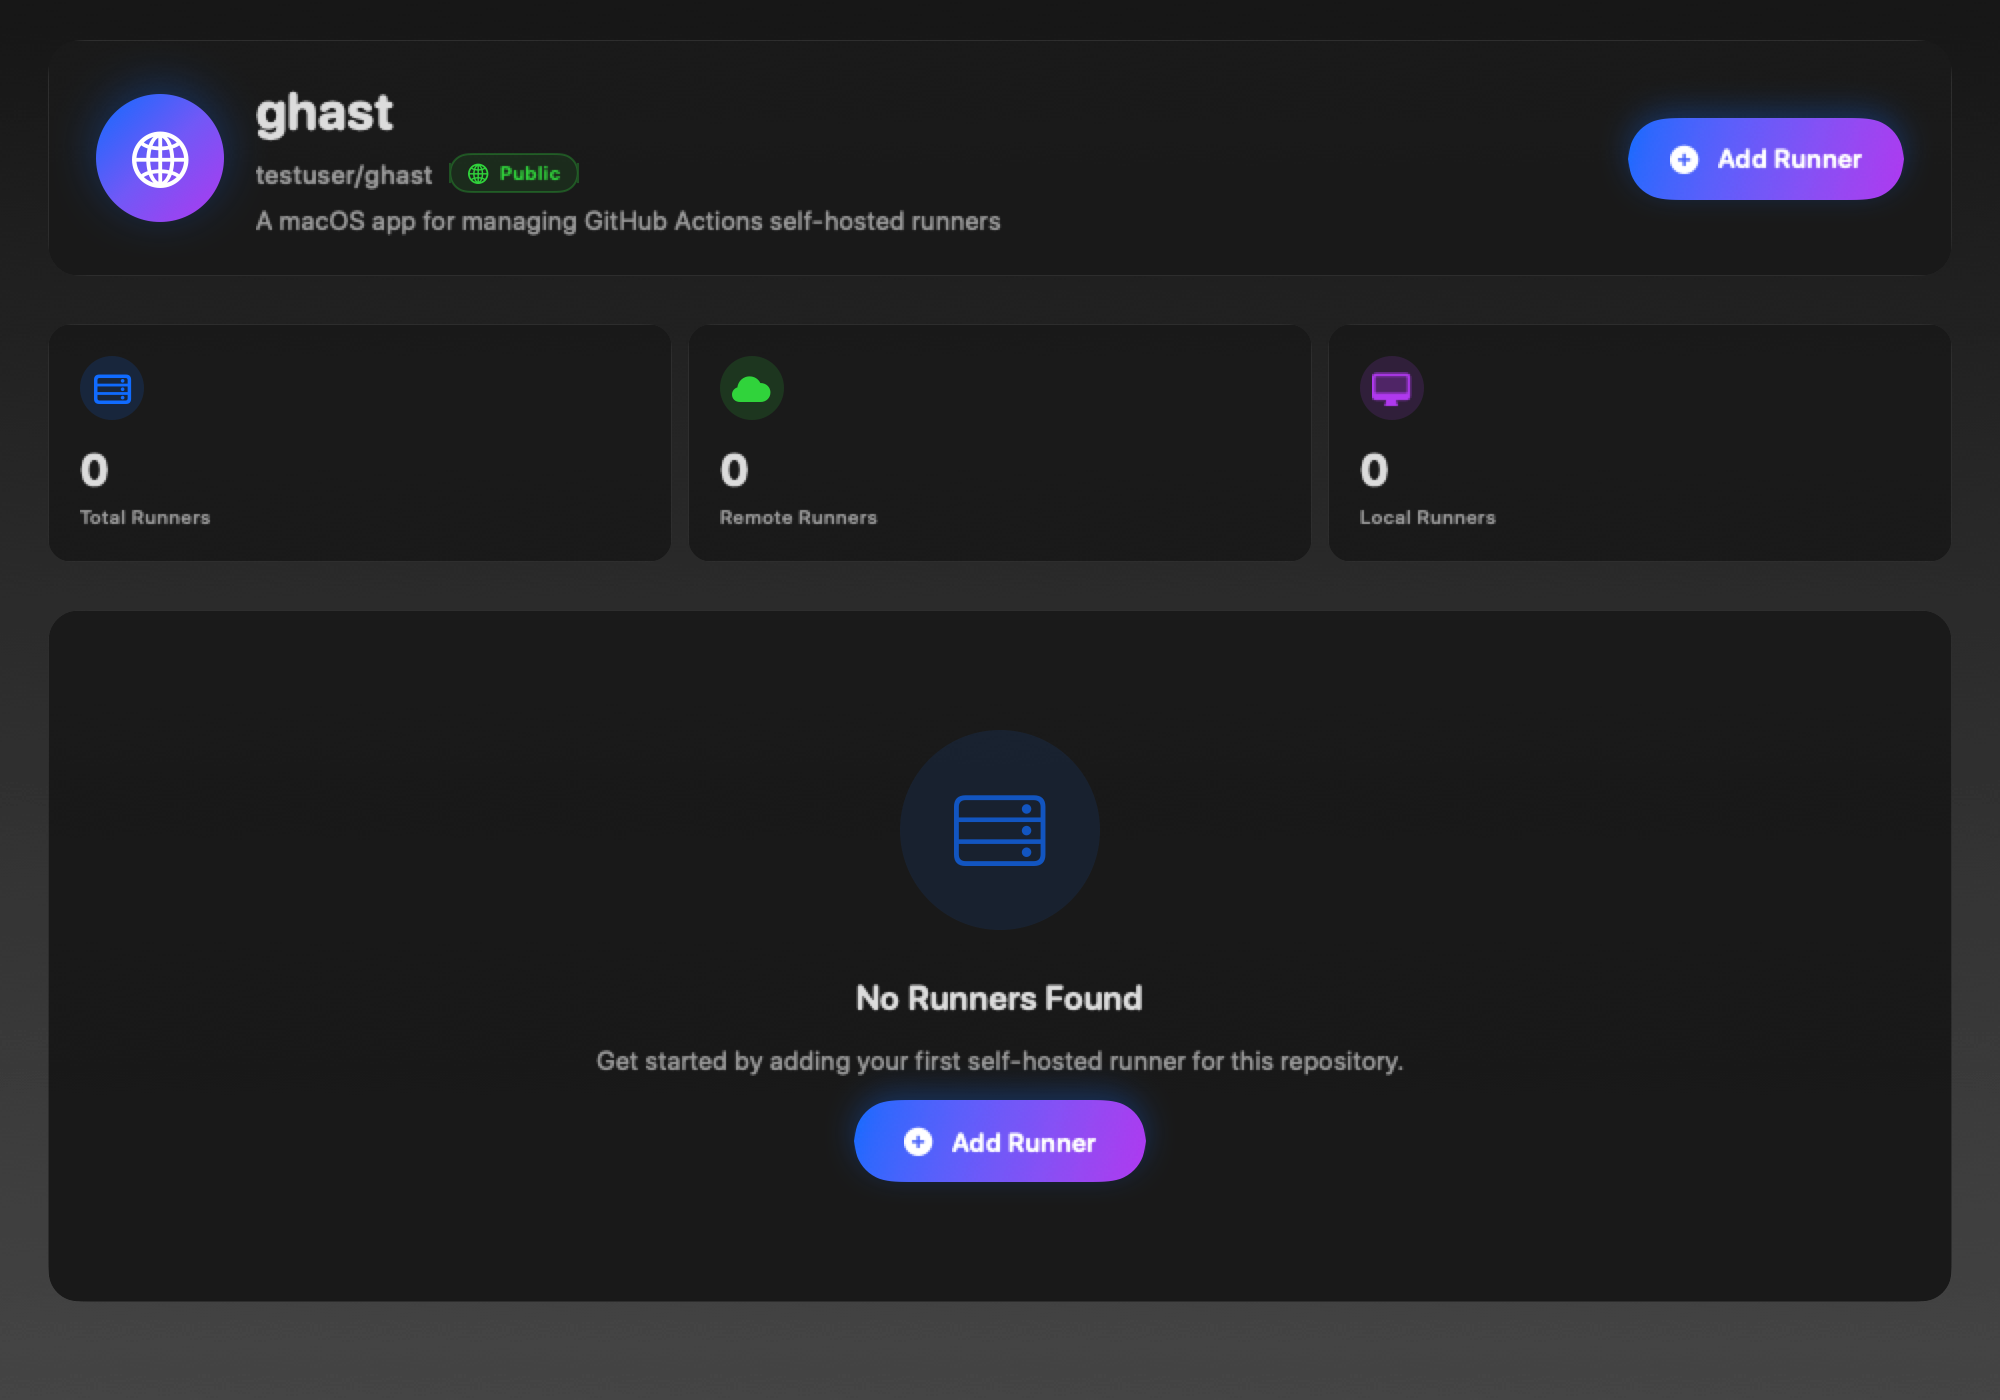 ghast
testuser/ghast Public
A macOS app for managing GitHub Actions self-hosted runners
Add Runner
0
Total Runners
0
Remote Runners
0
Local Runners
No Runners Found
Get started by adding your first self-hosted runner for this repository.
Add Runner